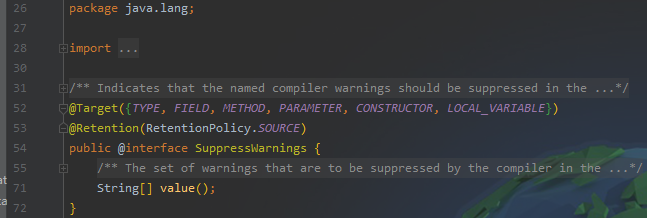 26 package java.lang;
27
28 import ...
30
31 /** Indicates that the named compiler warnings should be suppressed in the ...*/
52 @Target({TYPE, FIELD, METHOD, PARAMETER, CONSTRUCTOR, LOCAL_VARIABLE})
53 @Retention(RetentionPolicy.SOURCE)
54 public @interface SuppressWarnings {
55 /** The set of warnings that are to be suppressed by the compiler in the ...*/
71 String[] value();
72 }